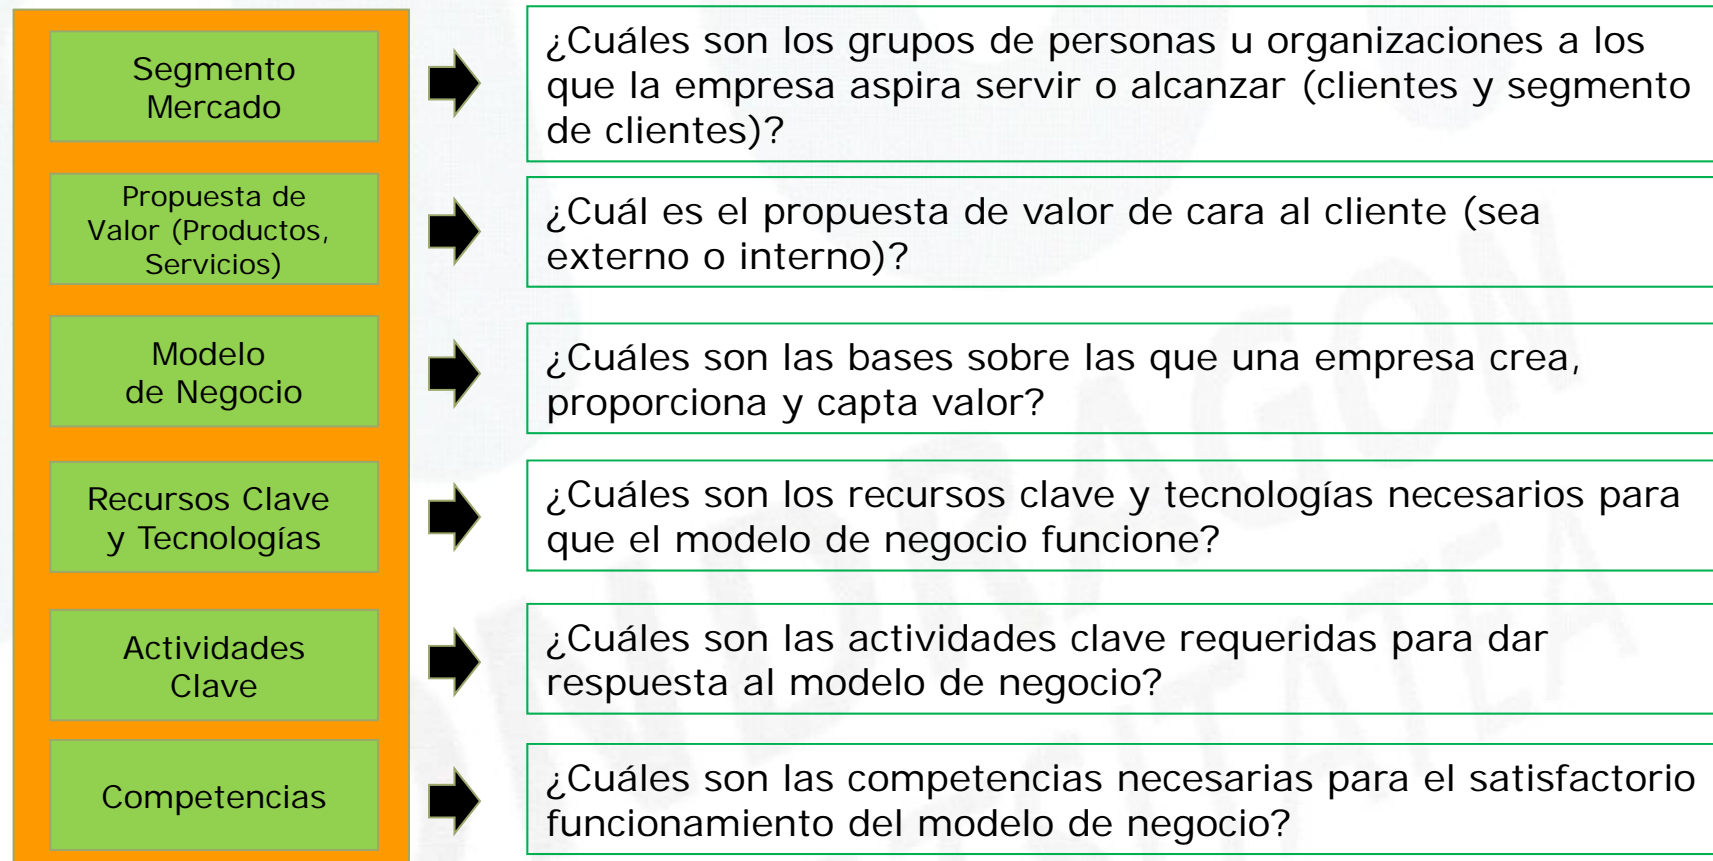 Segmento
Mercado
¿Cuáles son los grupos de personas u organizaciones a los
que la empresa aspira servir o alcanzar (clientes y segmento
de clientes)?
Propuesta de
Valor (Productos,
Servicios)
¿Cuál es el propuesta de valor de cara al cliente (sea
externo o interno)?
Modelo
de Negocio
¿Cuáles son las bases sobre las que una empresa crea,
proporciona y capta valor?
Recursos Clave
y Tecnologías
¿Cuáles son los recursos clave y tecnologías necesarios para
que el modelo de negocio funcione?
Actividades
Clave
¿Cuáles son las actividades clave requeridas para dar
respuesta al modelo de negocio?
Competencias
¿Cuáles son las competencias necesarias para el satisfactorio
funcionamiento del modelo de negocio?